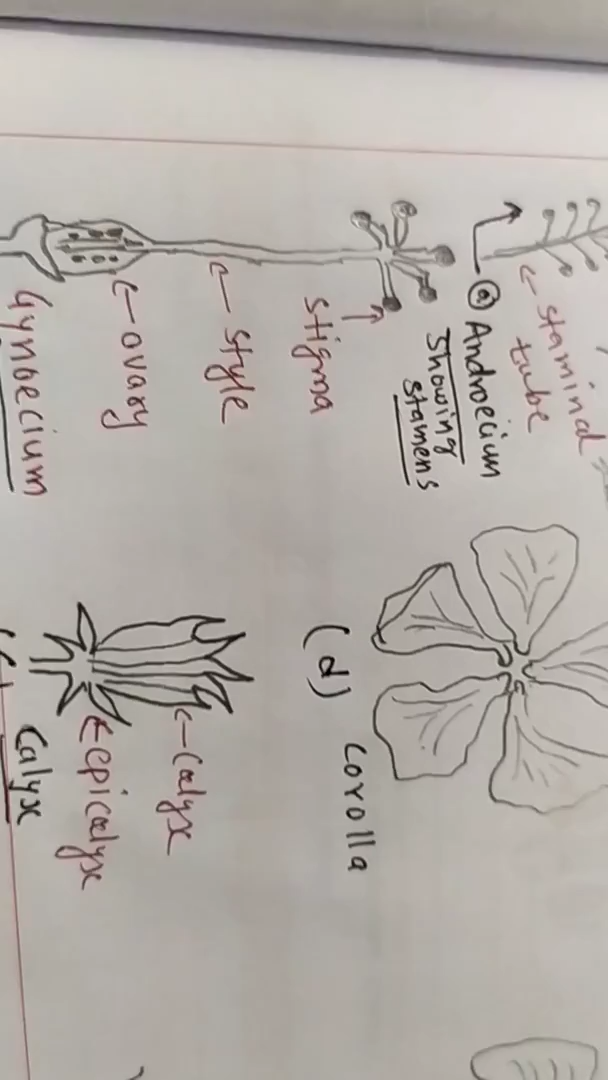 staminal
tube
(a) Androecium
Showing
stamens
stigma
style
ovary
Gynoecium
(d) corolla
Calyx
epicalyx
Calyx